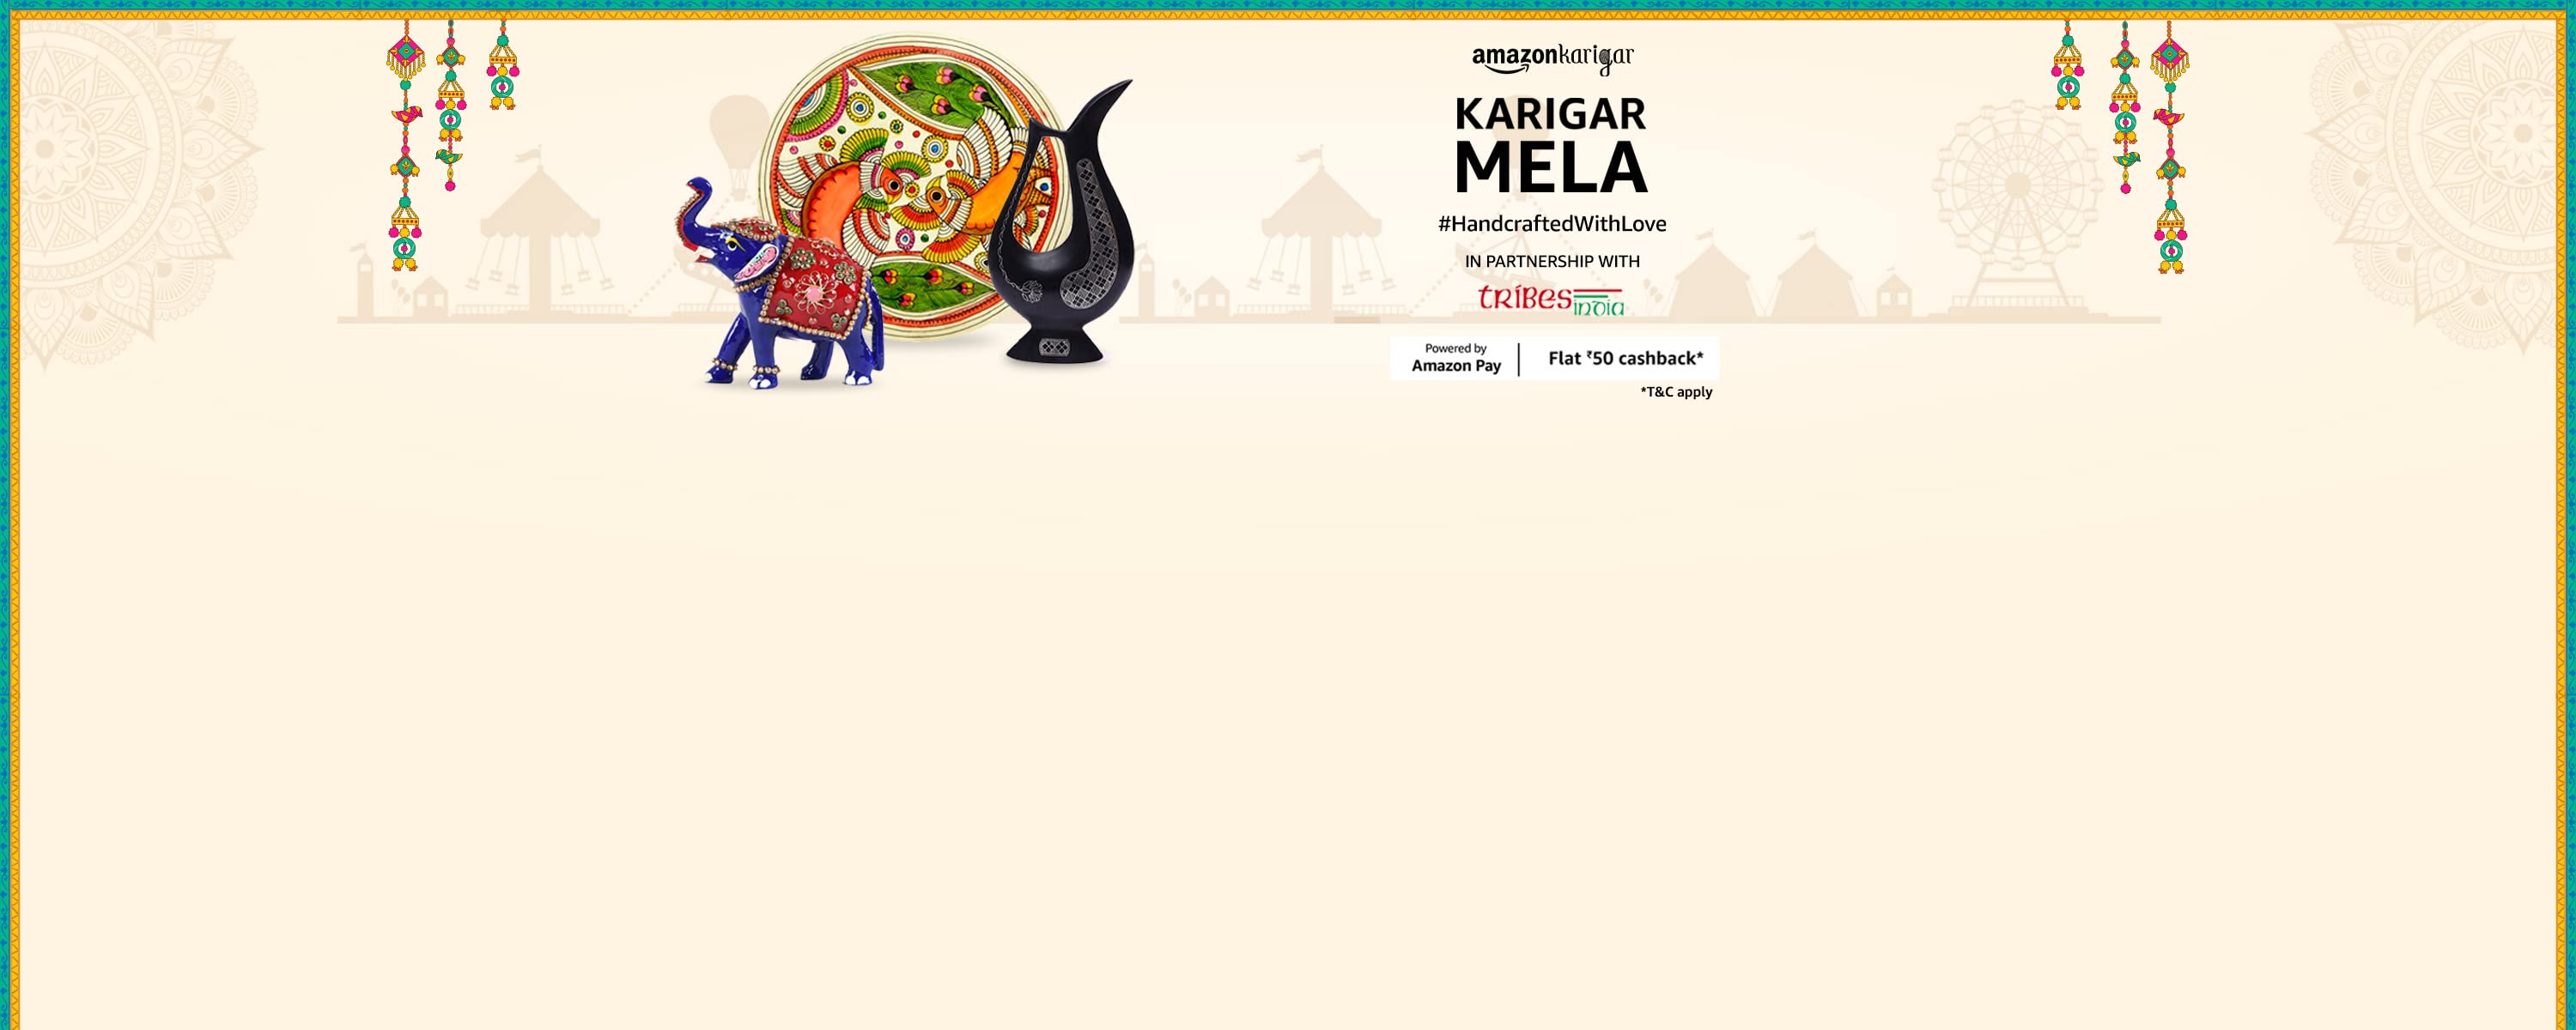 amazonkarigar
KARIGAR
MELA
#HandcraftedWithLove
IN PARTNERSHIP WITH
TRIBES india
Powered by
Amazon Pay
Flat ₹50 cashback*
*T&C apply